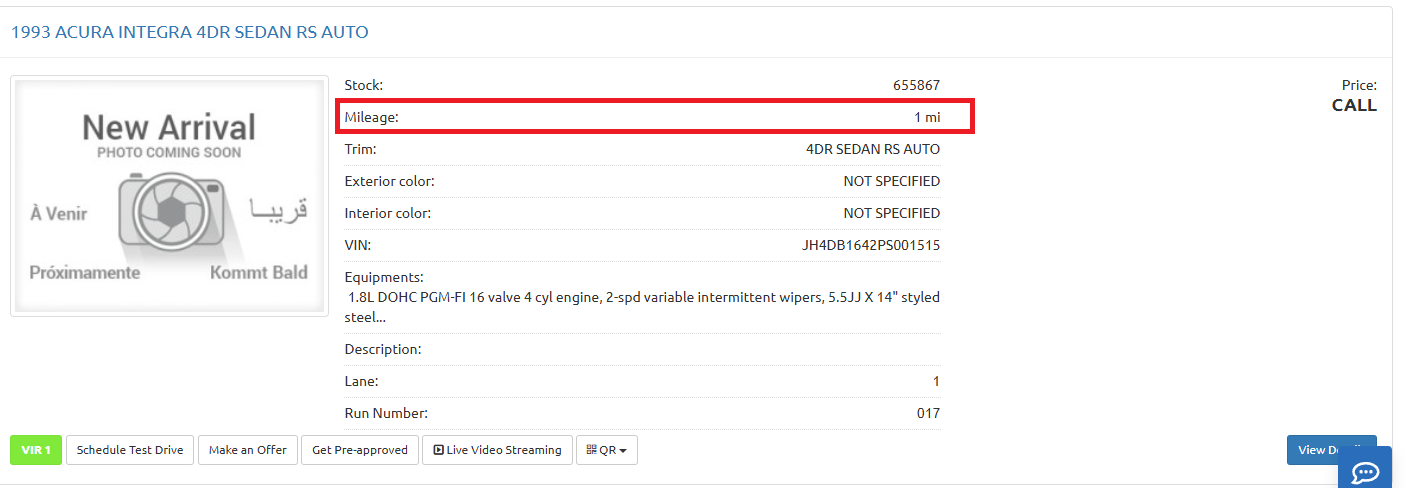 1993 ACURA INTEGRA 4DR SEDAN RS AUTO
New Arrival
PHOTO COMING SOON
À Venir
قريبا
Próximamente
Kommt Bald
Stock: 655867
Mileage: 1 mi
Trim: 4DR SEDAN RS AUTO
Exterior color: NOT SPECIFIED
Interior color: NOT SPECIFIED
VIN: JH4DB1642PS001515
Equipments:
1.8L DOHC PGM-FI 16 valve 4 cyl engine, 2-spd variable intermittent wipers, 5.5JJ X 14" styled
steel...
Description:
Lane: 1
Run Number: 017
Price:
CALL
VIR 1 Schedule Test Drive Make an Offer Get Pre-approved Live Video Streaming QR View